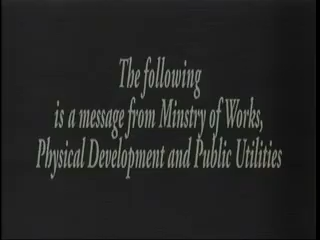 The following
is a message from Minstry of Works,
Physical Development and Public Utilities